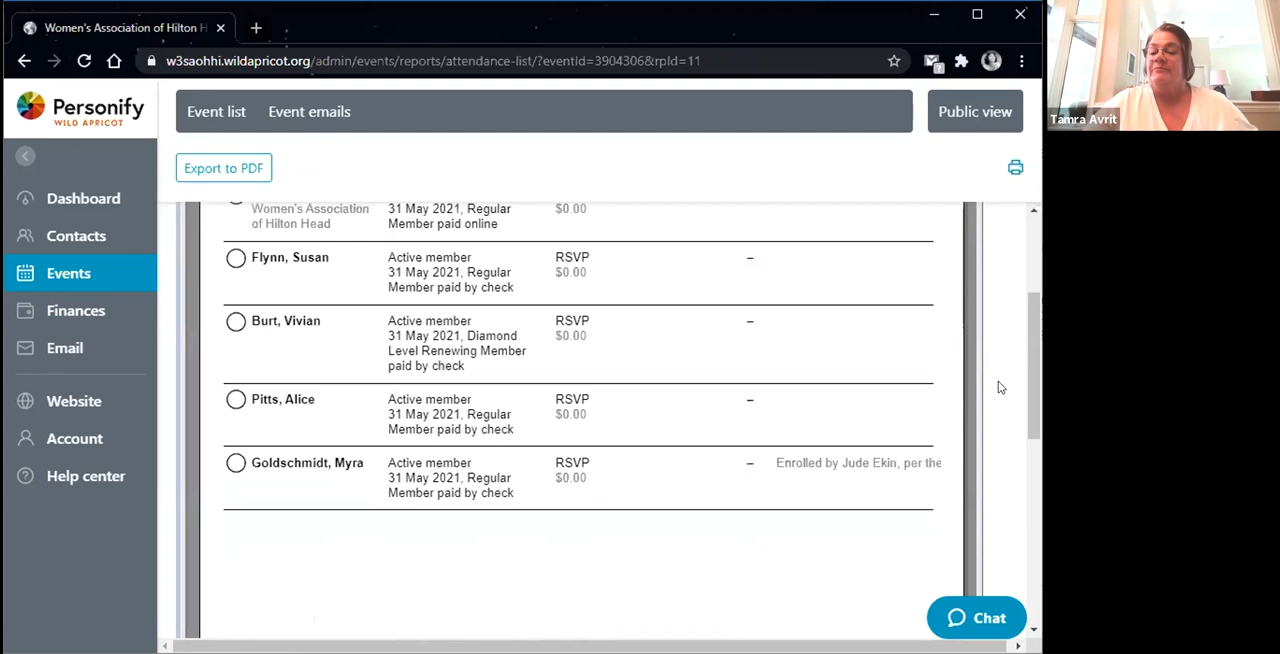 Women's Association of Hilton H
w3saohhi.wildapricot.org/admin/events/reports/attendance-list/?eventId=3904306&rpId=11
Personify
WILD APRICOT
Event list
Event emails
Public view
Tamra Avrit
Export to PDF
Dashboard
Contacts
Events
Finances
Email
Website
Account
Help center
Women's Association
of Hilton Head
31 May 2021, Regular
Member paid online
$0.00
Flynn, Susan
Active member
31 May 2021, Regular
Member paid by check
RSVP
$0.00
–
Burt, Vivian
Active member
31 May 2021, Diamond
Level Renewing Member
paid by check
RSVP
$0.00
–
Pitts, Alice
Active member
31 May 2021, Regular
Member paid by check
RSVP
$0.00
–
Goldschmidt, Myra
Active member
31 May 2021, Regular
Member paid by check
RSVP
$0.00
–
Enrolled by Jude Ekin, per the
Chat